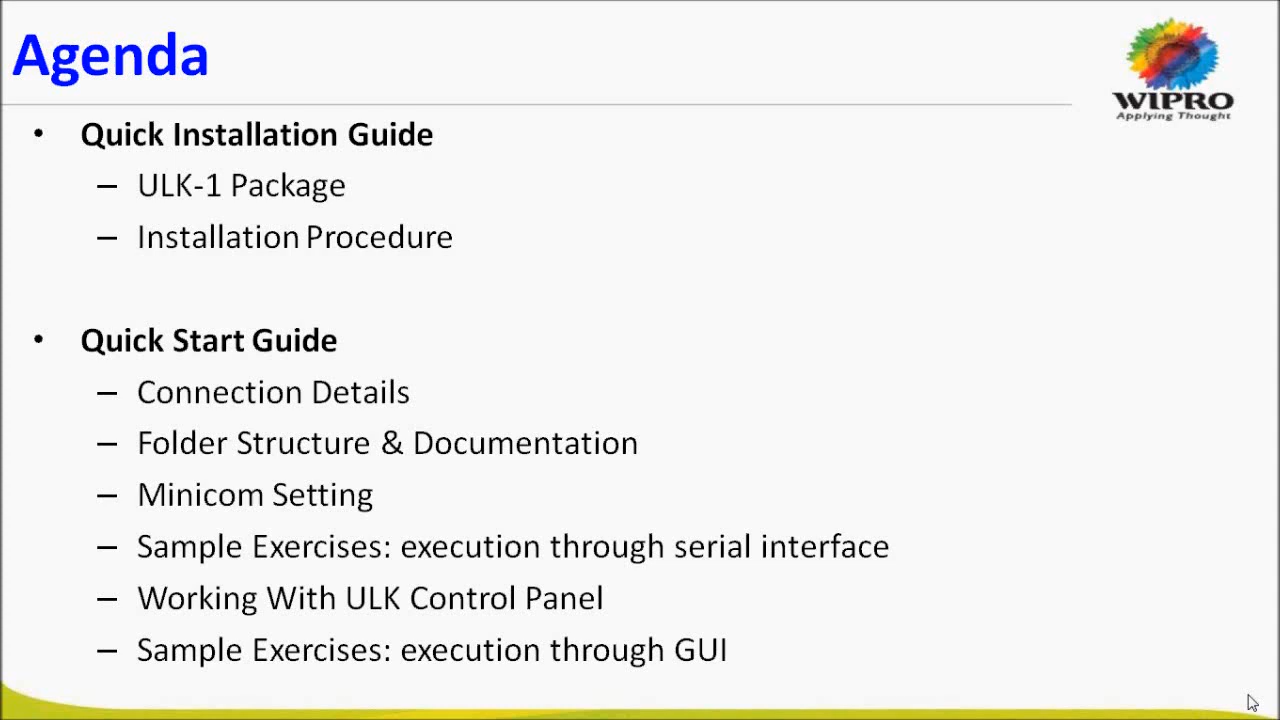 Agenda
WIPRO
Applying Thought
• Quick Installation Guide
– ULK-1 Package
– Installation Procedure
• Quick Start Guide
– Connection Details
– Folder Structure & Documentation
– Minicom Setting
– Sample Exercises: execution through serial interface
– Working With ULK Control Panel
– Sample Exercises: execution through GUI